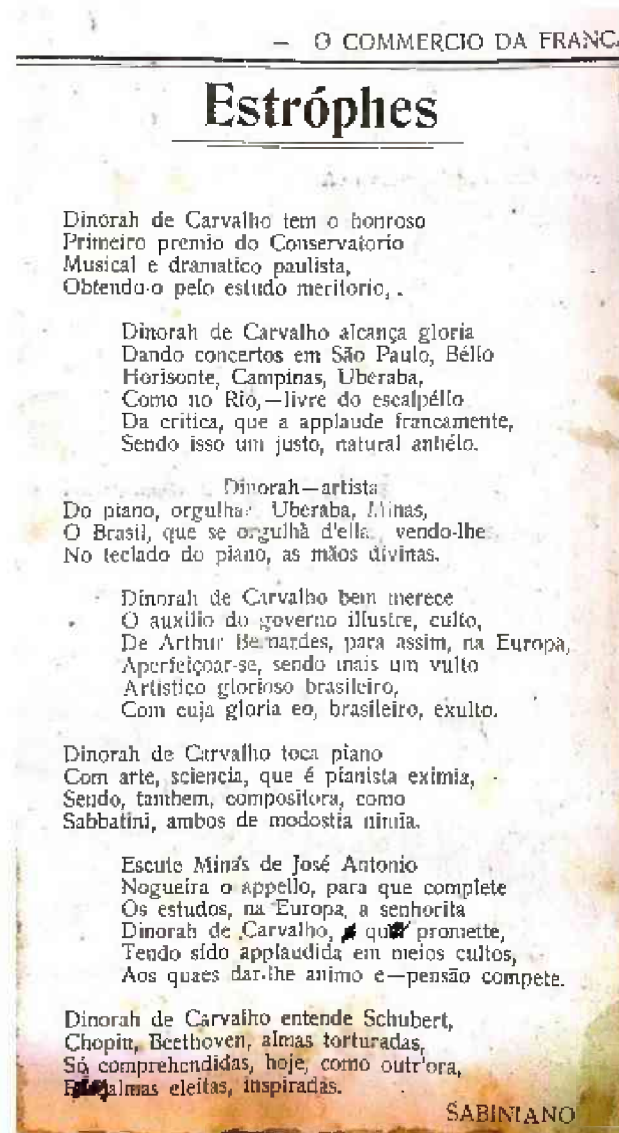 — O COMMERCIO DA FRANCA
Estróphes
Dinorah de Carvalho tem o honroso
Primeiro premio do Conservatorio
Musical e dramatico paulista,
Obtendo-o pelo estudo meritorio, .
Dinorah de Carvalho alcança gloria
Dando concertos em São Paulo, Béllo
Horisonte, Campinas, Uberaba,
Como no Rio,—livre do escalpéllo
Da critica, que a applaude francamente,
Sendo isso um justo, natural anhélo.
Dinorah—artista
Do piano, orgulha Uberaba, Minas,
O Brasil, que se orgulha d'ella, vendo-lhe
No teclado do piano, as mãos divinas.
Dinorah de Carvalho bem merece
O auxilio do governo illustre, culto,
De Arthur Bernardes, para assim, na Europa,
Aperfeiçoar-se, sendo mais um vulto
Artistico glorioso brasileiro,
Com cuja gloria eo, brasileiro, exulto.
Dinorah de Carvalho toca piano
Com arte, sciencia, que é pianista eximia,
Sendo, tambem, compositora, como
Sabbatini, ambos de modostia nimia.
Escute Minas de José Antonio
Nogueira o appello, para que complete
Os estudos, na Europa, a senhorita
Dinorah de Carvalho, que promette,
Tendo sido applaudida em meios cultos,
Aos quaes dar-lhe animo e—pensão compete.
Dinorah de Carvalho entende Schubert,
Chopin, Beethoven, almas torturadas,
Só comprehendidas, hoje, como outr'ora,
almas eleitas, inspiradas.
SABINIANO